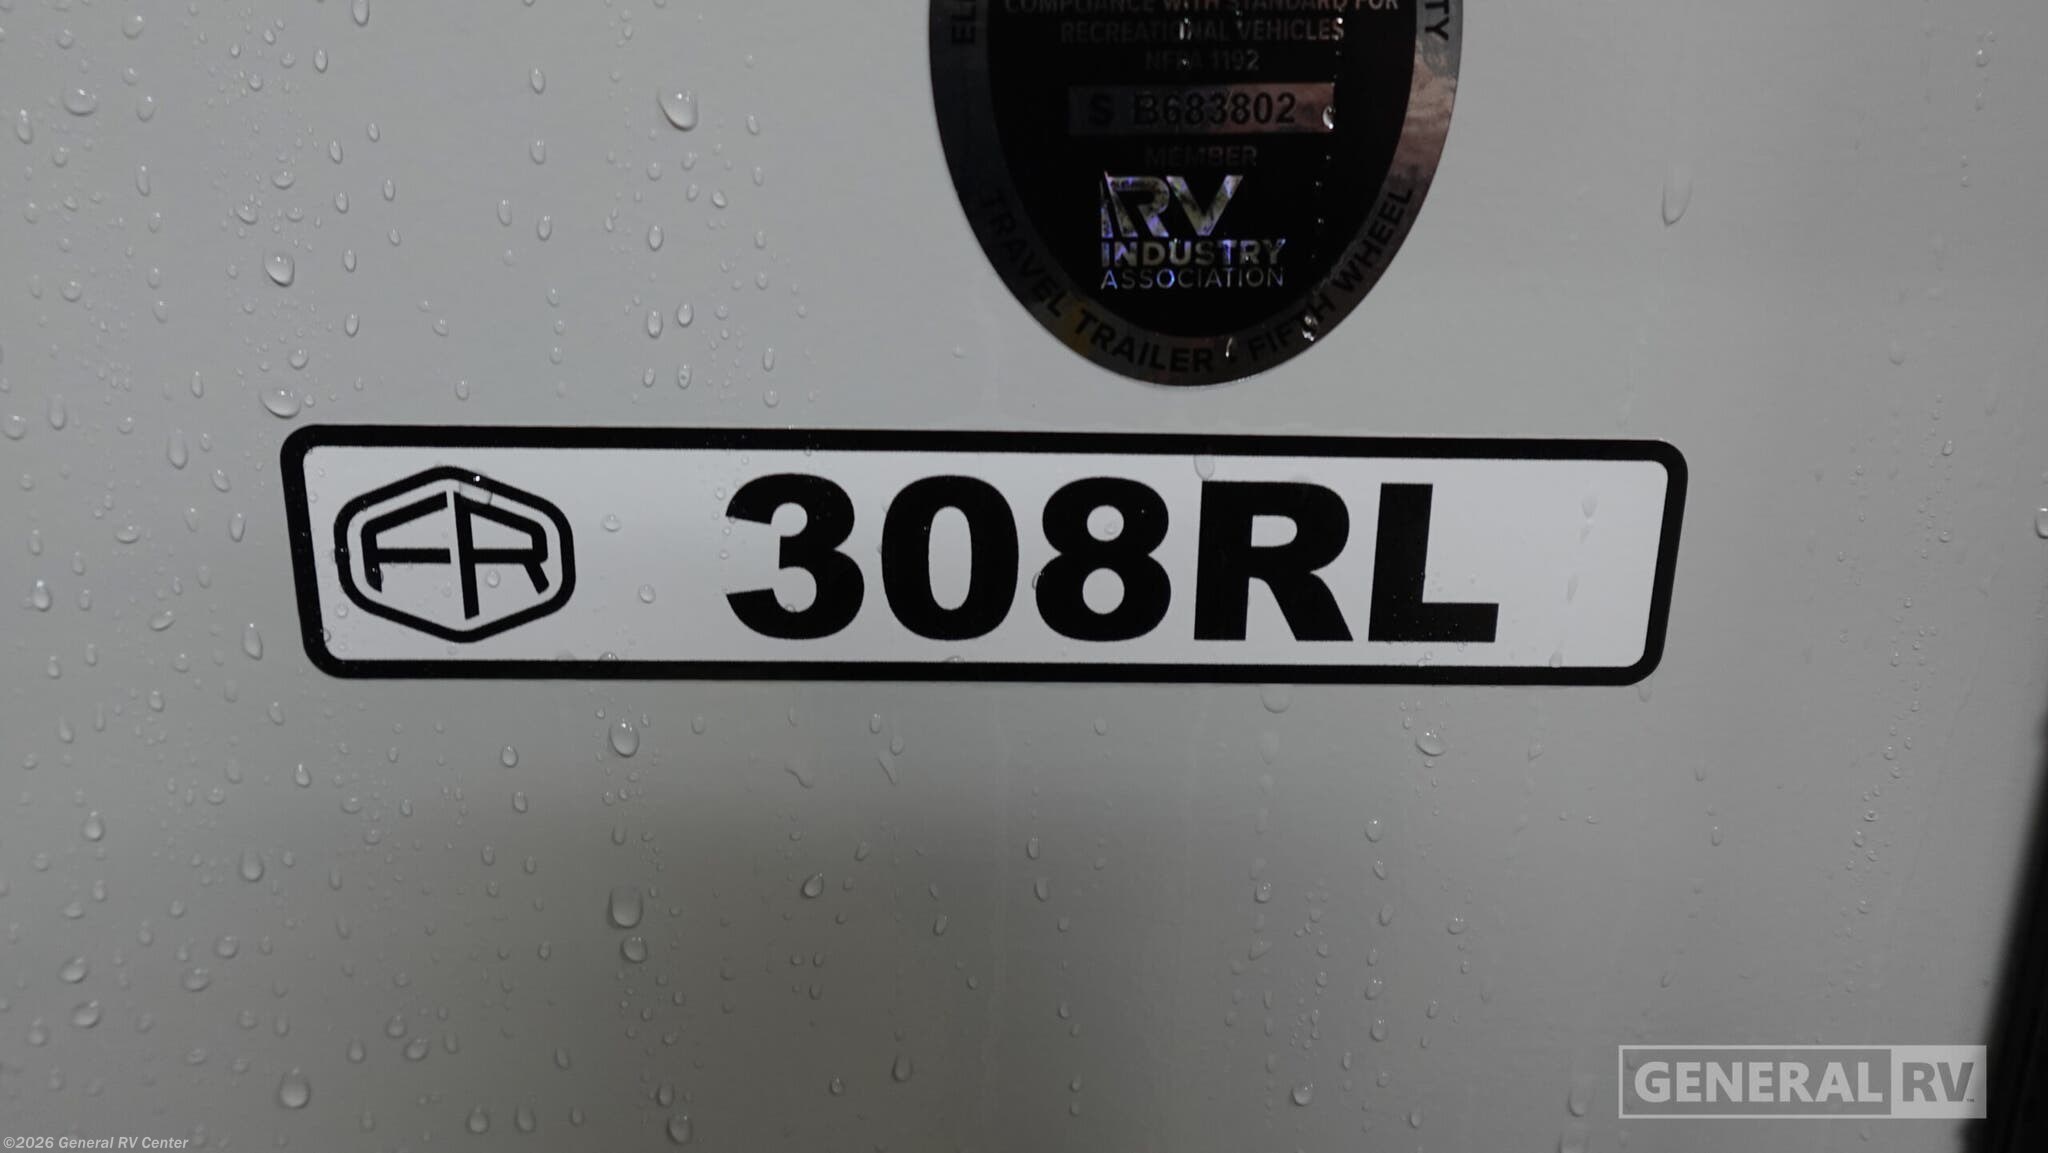 COMPLIANCE WITH STANDARD FOR
RECREATIONAL VEHICLES
NFPA 1192
S B683802
MEMBER
RV
INDUSTRY
ASSOCIATION
TRAVEL TRAILER • FIFTH WHEEL
FR 308RL
GENERAL RV
©2026 General RV Center